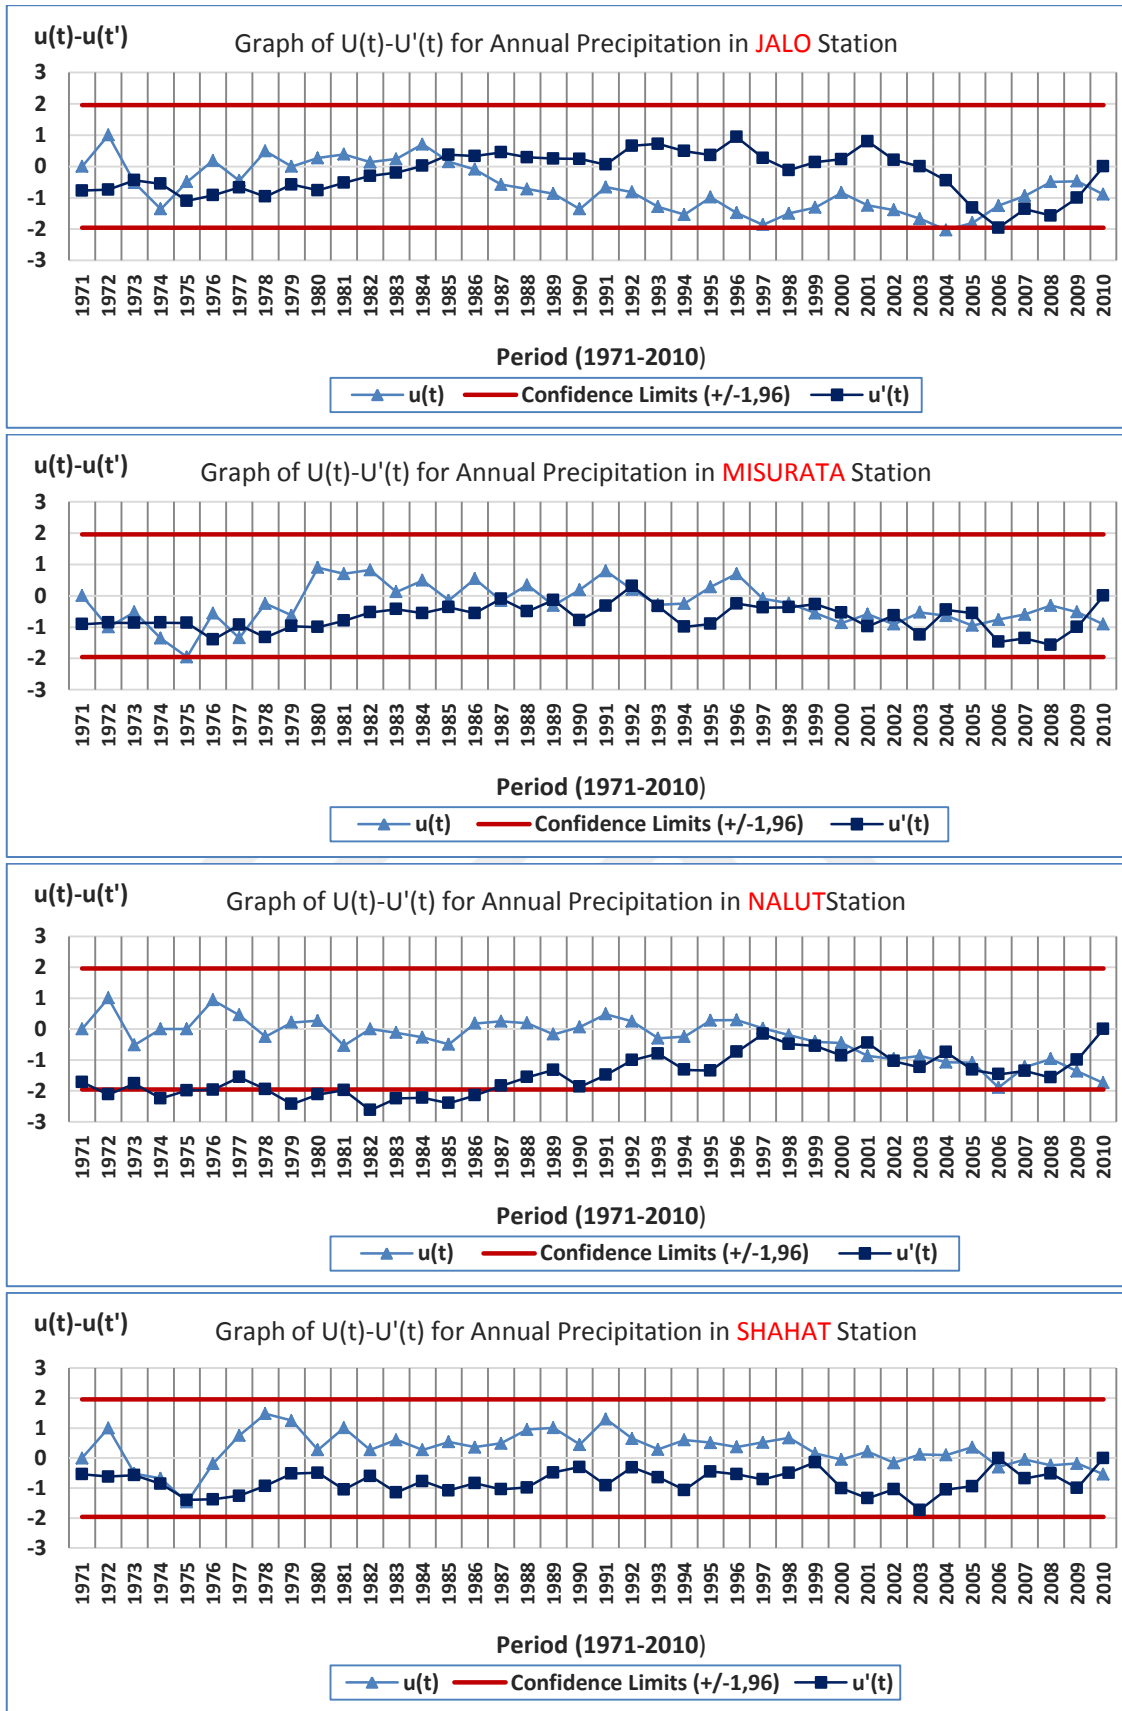 u(t)-u(t')
Graph of U(t)-U'(t) for Annual Precipitation in JALO Station
3
2
1
0
-1
-2
-3
1971 1972 1973 1974 1975 1976 1977 1978 1979 1980 1981 1982 1983 1984 1985 1986 1987 1988 1989 1990 1991 1992 1993 1994 1995 1996 1997 1998 1999 2000 2001 2002 2003 2004 2005 2006 2007 2008 2009 2010
Period (1971-2010)
u(t) Confidence Limits (+/-1,96) u'(t)
u(t)-u(t')
Graph of U(t)-U'(t) for Annual Precipitation in MISURATA Station
3
2
1
0
-1
-2
-3
1971 1972 1973 1974 1975 1976 1977 1978 1979 1980 1981 1982 1983 1984 1985 1986 1987 1988 1989 1990 1991 1992 1993 1994 1995 1996 1997 1998 1999 2000 2001 2002 2003 2004 2005 2006 2007 2008 2009 2010
Period (1971-2010)
u(t) Confidence Limits (+/-1,96) u'(t)
u(t)-u(t')
Graph of U(t)-U'(t) for Annual Precipitation in NALUTStation
3
2
1
0
-1
-2
-3
1971 1972 1973 1974 1975 1976 1977 1978 1979 1980 1981 1982 1983 1984 1985 1986 1987 1988 1989 1990 1991 1992 1993 1994 1995 1996 1997 1998 1999 2000 2001 2002 2003 2004 2005 2006 2007 2008 2009 2010
Period (1971-2010)
u(t) Confidence Limits (+/-1,96) u'(t)
u(t)-u(t')
Graph of U(t)-U'(t) for Annual Precipitation in SHAHAT Station
3
2
1
0
-1
-2
-3
1971 1972 1973 1974 1975 1976 1977 1978 1979 1980 1981 1982 1983 1984 1985 1986 1987 1988 1989 1990 1991 1992 1993 1994 1995 1996 1997 1998 1999 2000 2001 2002 2003 2004 2005 2006 2007 2008 2009 2010
Period (1971-2010)
u(t) Confidence Limits (+/-1,96) u'(t)